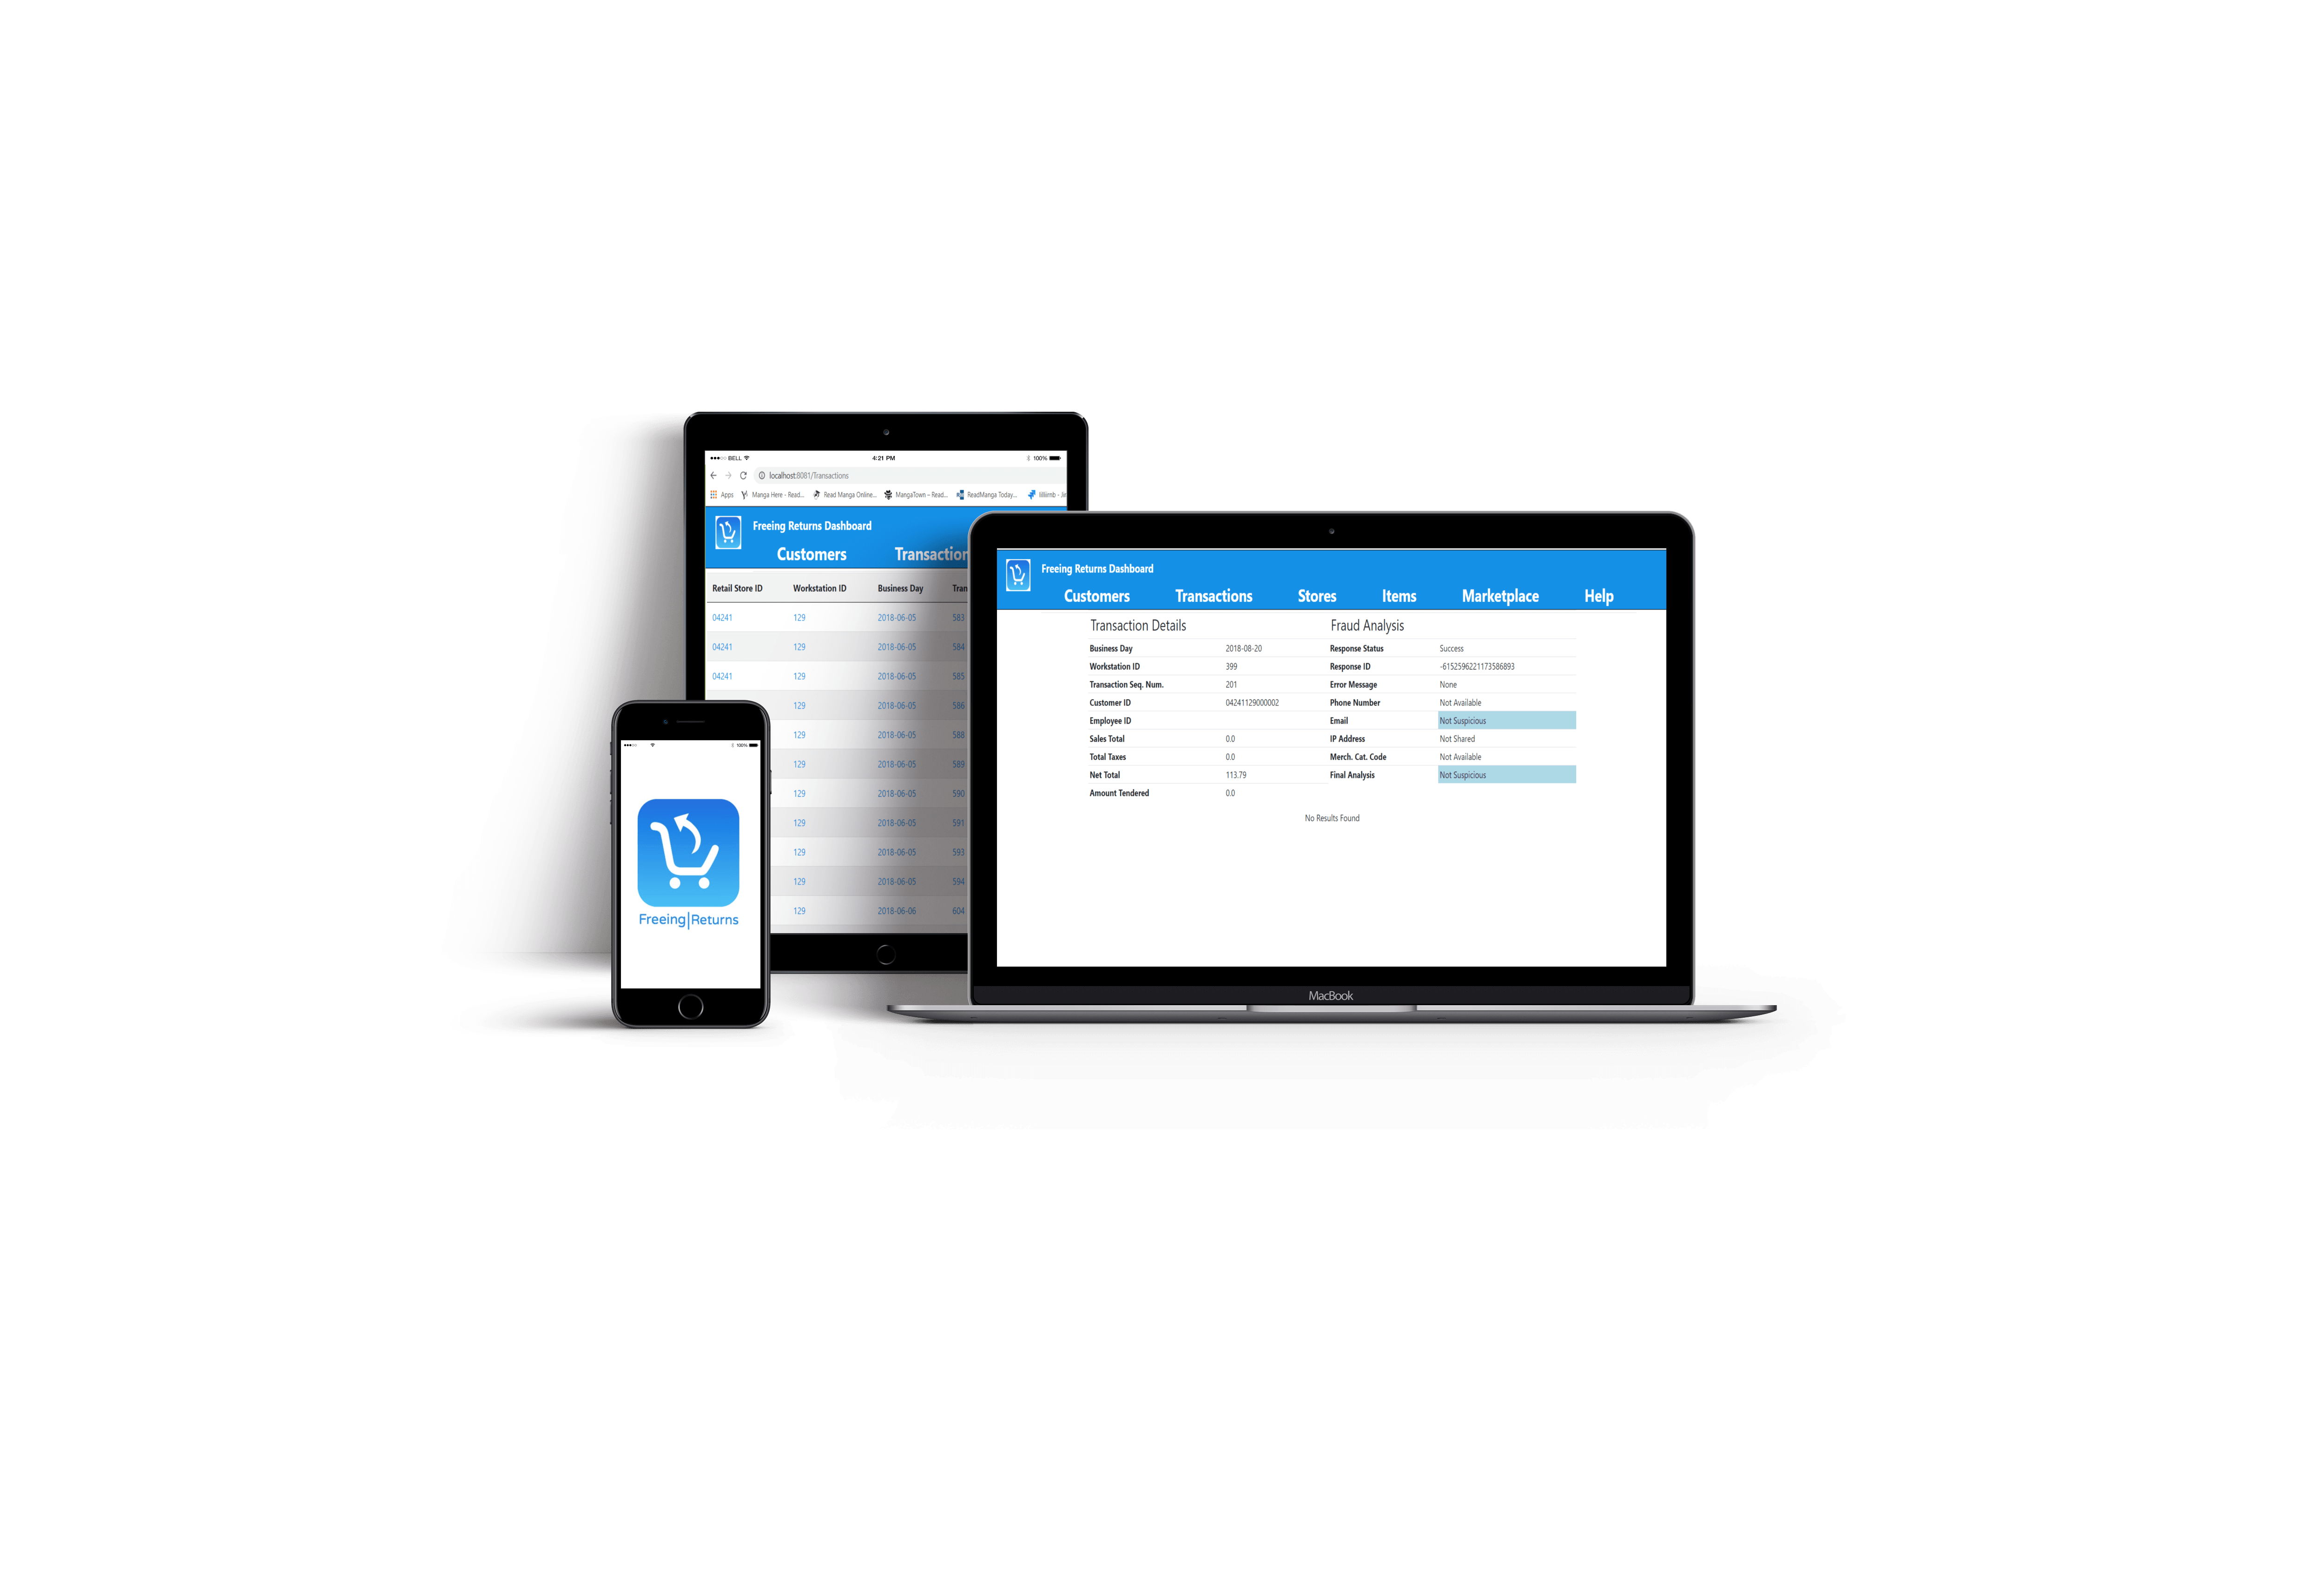 ●●●○○ BELL 4:21 PM 100%
localhost:8081/Transactions
Apps Manga Here - Read... Read Manga Online... MangaTown – Read... ReadManga Today...
Freeing Returns Dashboard
Customers Transaction
Retail Store ID Workstation ID Business Day Tran
04241 129 2018-06-05 583
04241 129 2018-06-05 584
04241 129 2018-06-05 585
129 2018-06-05 586
129 2018-06-05 588
129 2018-06-05 589
129 2018-06-05 590
129 2018-06-05 591
129 2018-06-05 593
129 2018-06-05 594
129 2018-06-06 604
100%
Freeing|Returns
Freeing Returns Dashboard
Customers Transactions Stores Items Marketplace Help
Transaction Details Fraud Analysis
Business Day 2018-08-20 Response Status Success
Workstation ID 399 Response ID -6152596221173586893
Transaction Seq. Num. 201 Error Message None
Customer ID 04241129000002 Phone Number Not Available
Employee ID Email Not Suspicious
Sales Total 0.0 IP Address Not Shared
Total Taxes 0.0 Merch. Cat. Code Not Available
Net Total 113.79 Final Analysis Not Suspicious
Amount Tendered 0.0
No Results Found
MacBook